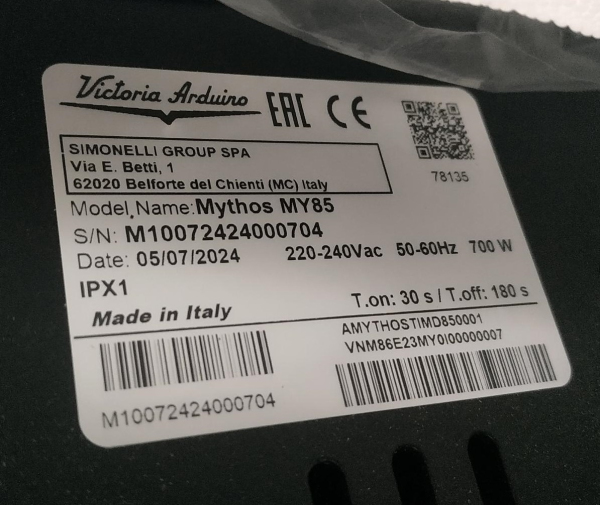 Victoria Arduino EAC CE
78135
SIMONELLI GROUP SPA
Via E. Betti, 1
62020 Belforte del Chienti (MC) Italy
Model Name:Mythos MY85
S/N: M10072424000704
Date: 05/07/2024 220-240Vac 50-60Hz 700 W
IPX1
T.on: 30 s / T.off: 180 s
Made in Italy
AMYTHOSTIMD850001
VNM86E23MY0I00000007
M10072424000704